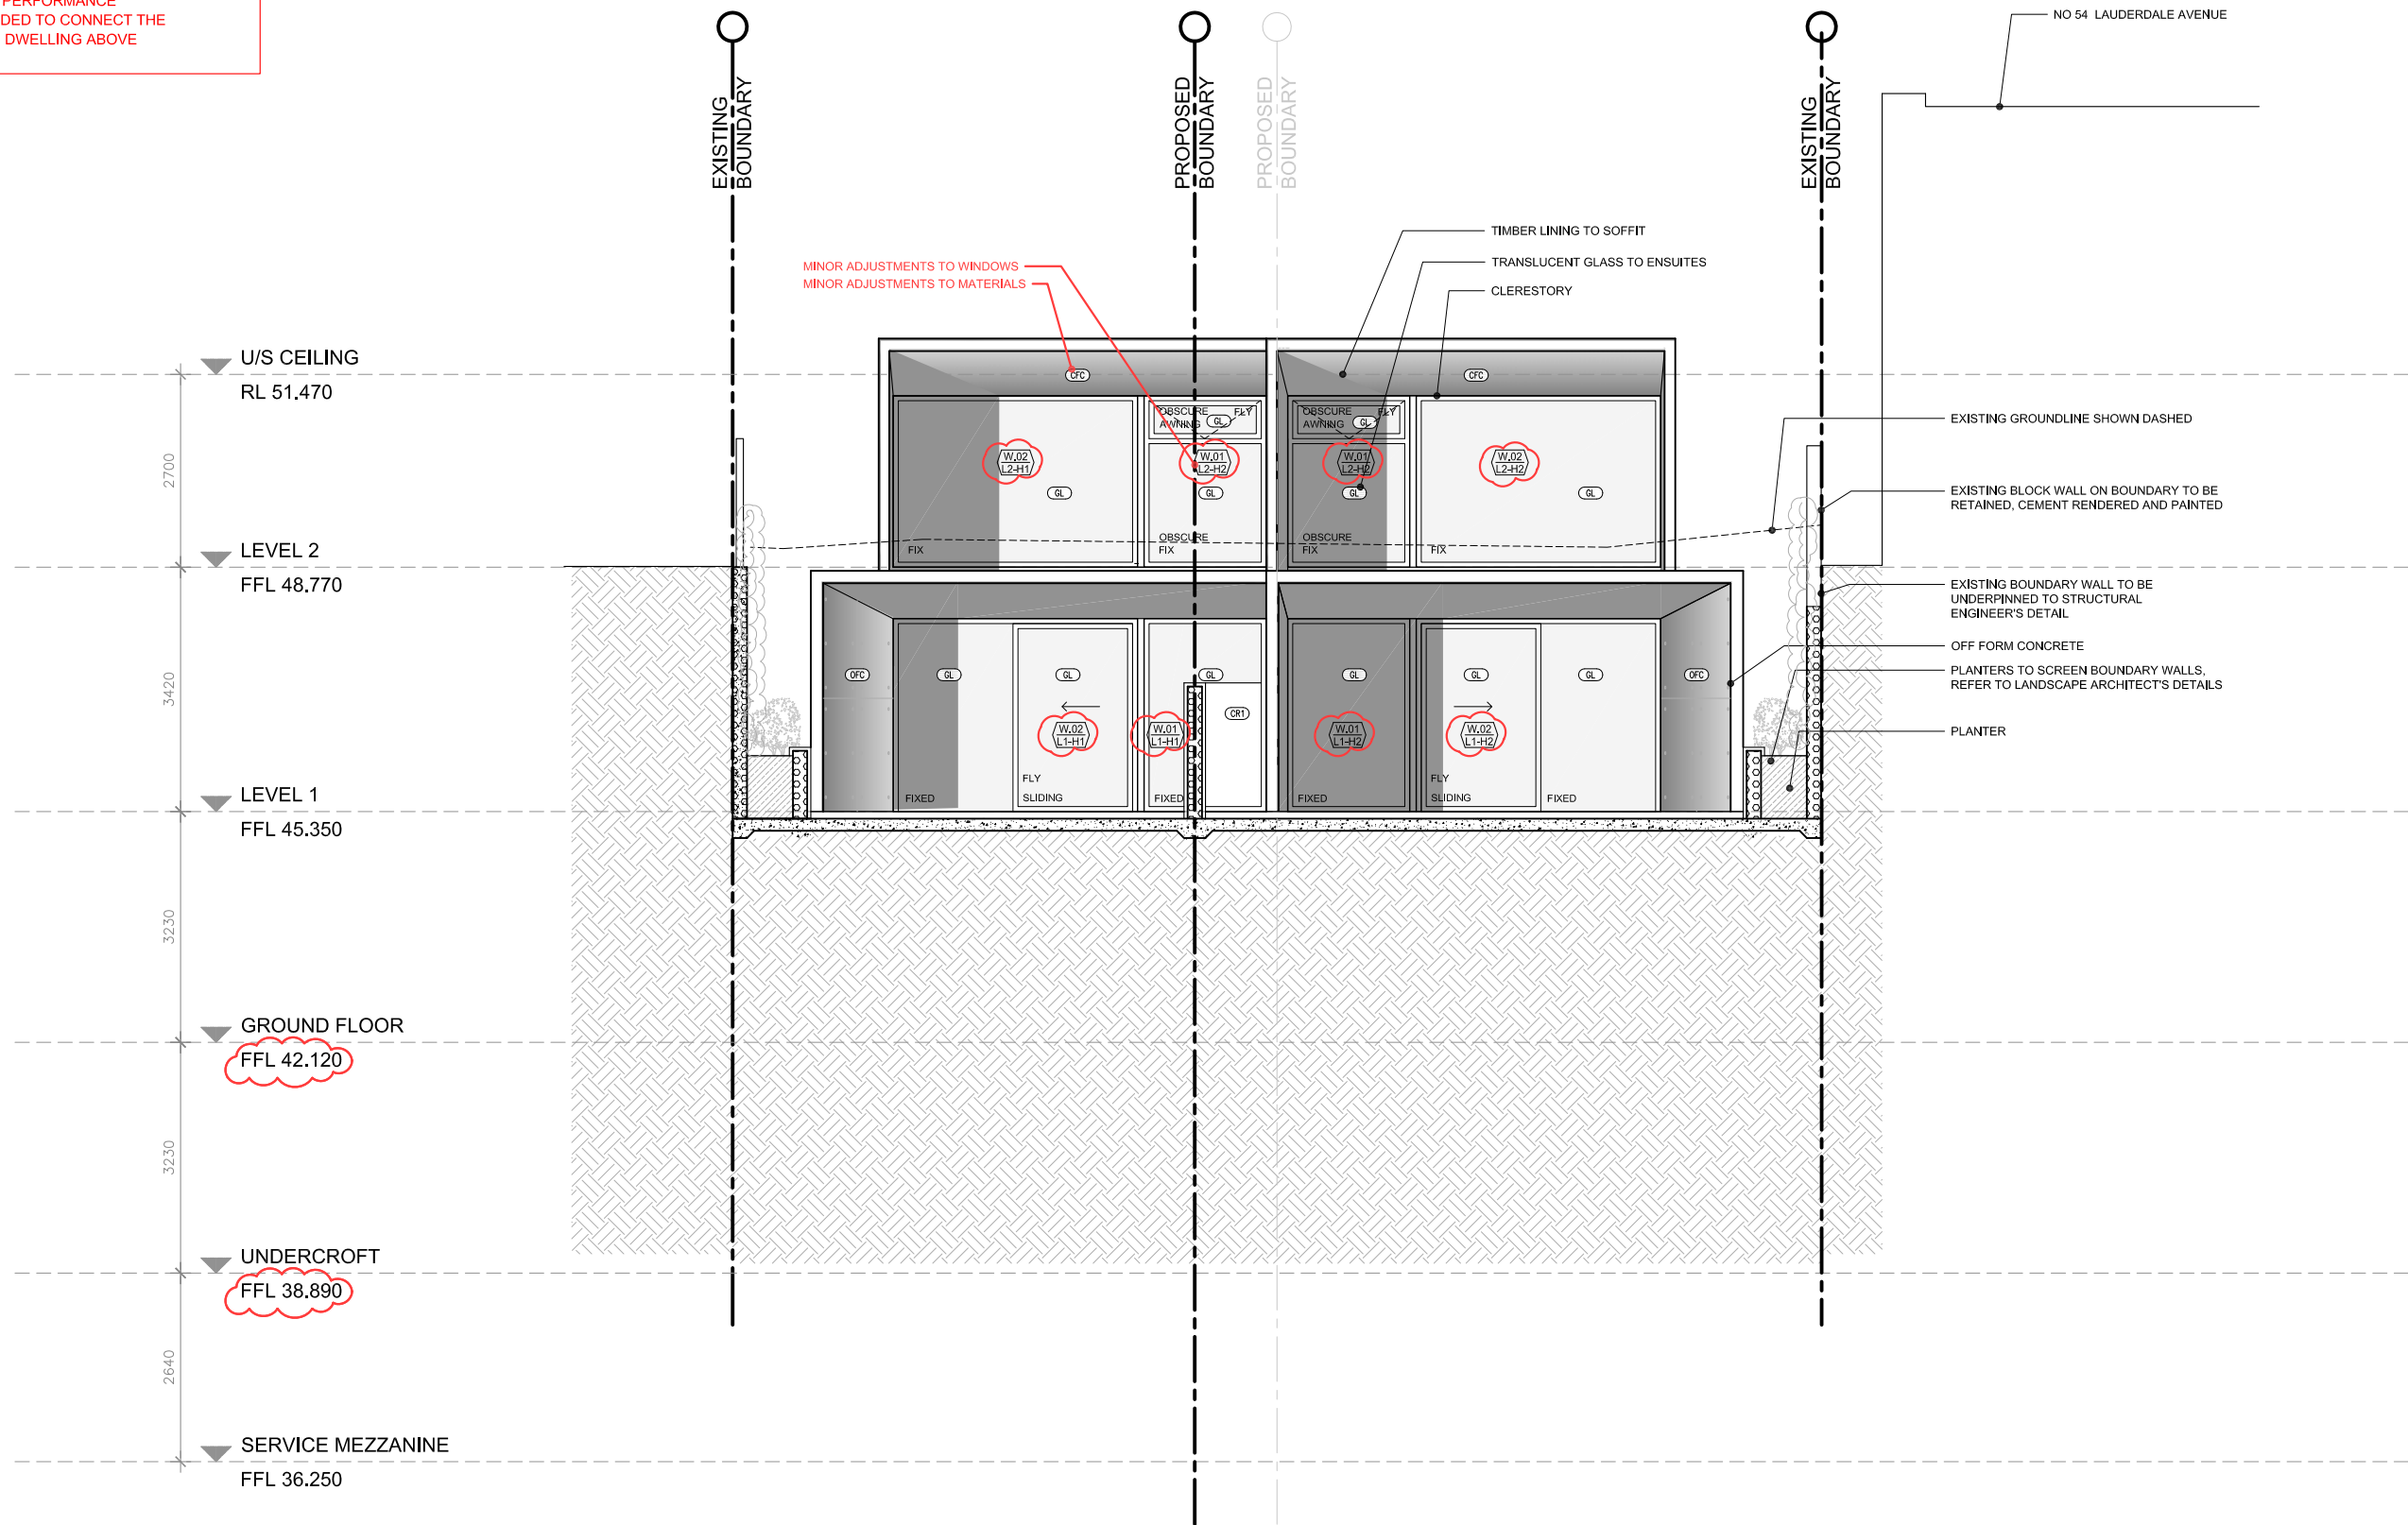 PERFORMANCE
DED TO CONNECT THE
DWELLING ABOVE
NO 54 LAUDERDALE AVENUE
EXISTING
BOUNDARY
PROPOSED
BOUNDARY
PROPOSED
BOUNDARY
EXISTING
BOUNDARY
TIMBER LINING TO SOFFIT
TRANSLUCENT GLASS TO ENSUITES
CLERESTORY
MINOR ADJUSTMENTS TO WINDOWS
MINOR ADJUSTMENTS TO MATERIALS
U/S CEILING
RL 51.470
CFC
CFC
OBSCURE
AWNING
FLY
GL
OBSCURE
AWNING
FLY
GL
EXISTING GROUNDLINE SHOWN DASHED
2700
W.02
L2-H1
W.01
L2-H2
W.01
L2-H2
W.02
L2-H2
GL
GL
GL
GL
EXISTING BLOCK WALL ON BOUNDARY TO BE
RETAINED, CEMENT RENDERED AND PAINTED
FIX
OBSCURE
FIX
OBSCURE
FIX
FIX
LEVEL 2
FFL 48.770
EXISTING BOUNDARY WALL TO BE
UNDERPINNED TO STRUCTURAL
ENGINEER'S DETAIL
OFF FORM CONCRETE
PLANTERS TO SCREEN BOUNDARY WALLS,
REFER TO LANDSCAPE ARCHITECT'S DETAILS
PLANTER
3420
OFC
GL
GL
GL
GL
GL
GL
OFC
CR1
W.02
L1-H1
W.01
L1-H1
W.01
L1-H2
W.02
L1-H2
FIXED
FLY
SLIDING
FIXED
FIXED
FLY
SLIDING
FIXED
LEVEL 1
FFL 45.350
3230
GROUND FLOOR
FFL 42.120
3230
UNDERCROFT
FFL 38.890
2640
SERVICE MEZZANINE
FFL 36.250